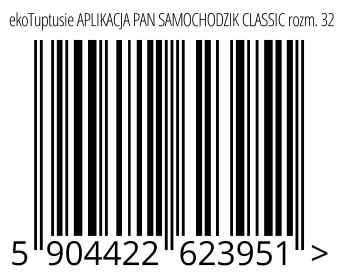 ekoTuptusie APLIKACJA PAN SAMOCHODZIK CLASSIC rozm. 32
5 904422 623951 >